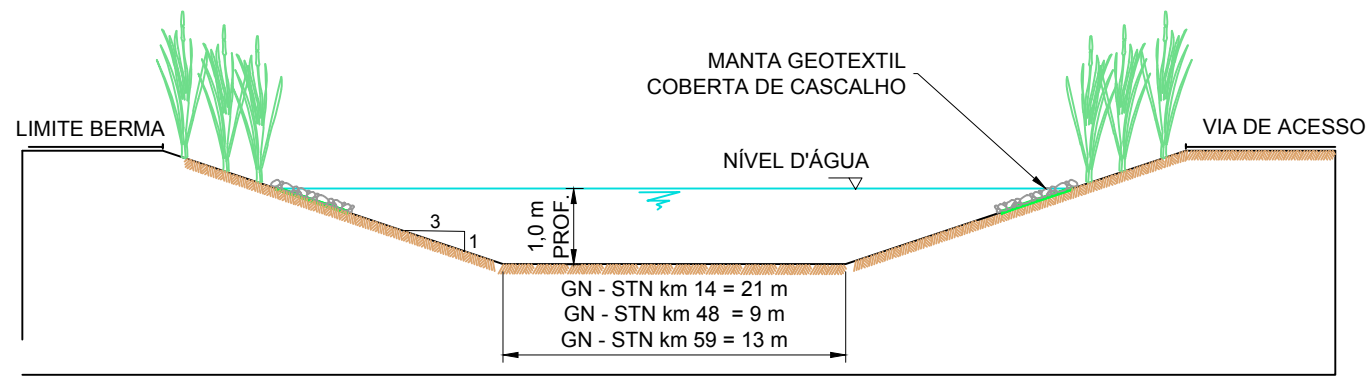 MANTA GEOTEXTIL
COBERTA DE CASCALHO
LIMITE BERMA
VIA DE ACESSO
NÍVEL D'ÁGUA
3
1
1,0 m
PROF.
GN - STN km 14 = 21 m
GN - STN km 48 = 9 m
GN - STN km 59 = 13 m